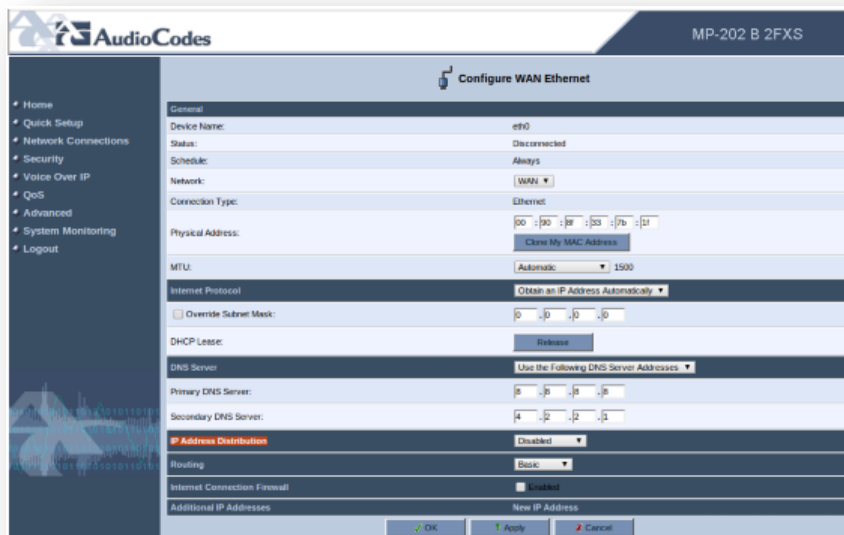 AudioCodes
MP-202 B 2FXS
Configure WAN Ethernet
Home
Quick Setup
Network Connections
Security
Voice Over IP
QoS
Advanced
System Monitoring
Logout
General
Device Name: eth0
Status: Disconnected
Schedule: Always
Network: WAN
Connection Type: Ethernet
Physical Address: 00 : 90 : 8f : 33 : 7b : 1f
Clone My MAC Address
MTU: Automatic 1500
Internet Protocol Obtain an IP Address Automatically
Override Subnet Mask: 0 . 0 . 0 . 0
DHCP Lease: Release
DNS Server Use the Following DNS Server Addresses
Primary DNS Server: 8 . 8 . 8 . 8
Secondary DNS Server: 4 . 2 . 2 . 1
IP Address Distribution Disabled
Routing Basic
Internet Connection Firewall Enabled
Additional IP Addresses New IP Address
OK Apply Cancel